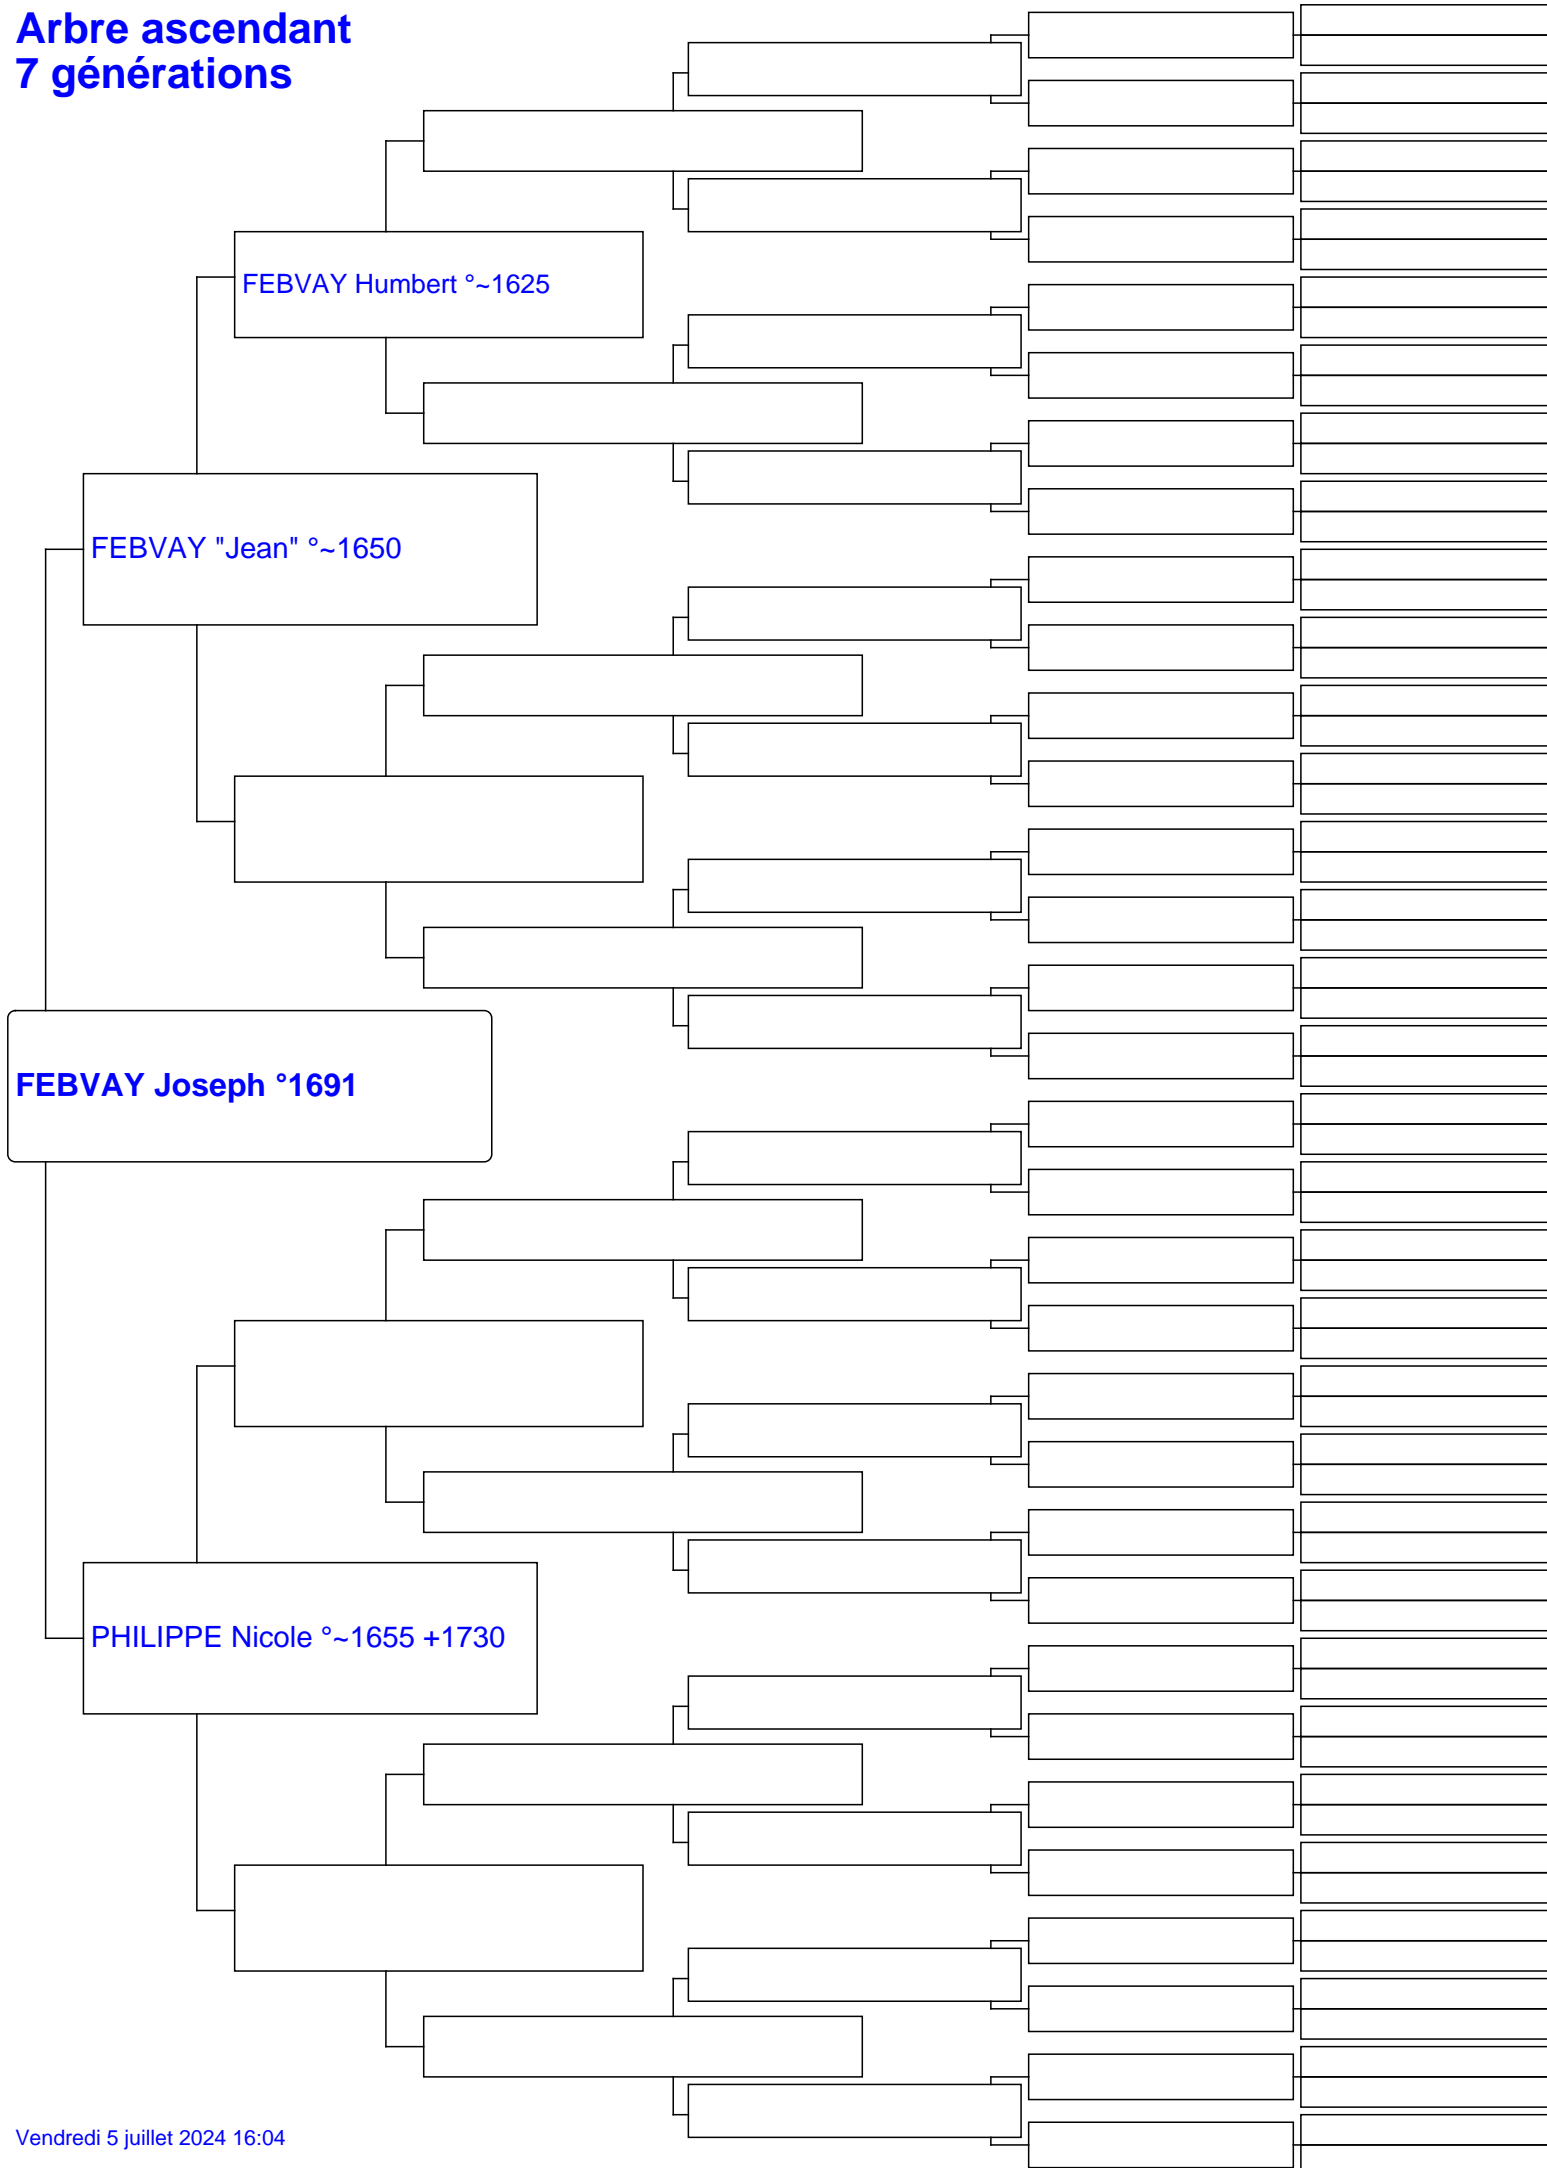 Arbre ascendant
7 générations
FEBVAY Humbert °~1625
FEBVAY "Jean" °~1650
FEBVAY Joseph °1691
PHILIPPE Nicole °~1655 +1730
Vendredi 5 juillet 2024 16:04